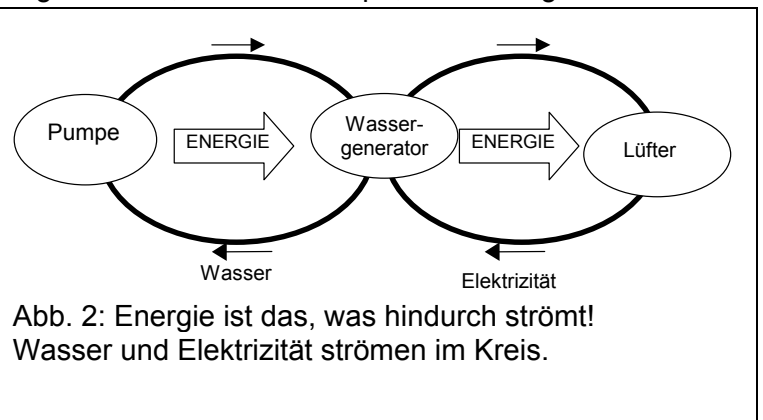 Pumpe
ENERGIE
Wasser-
generator
ENERGIE
Lüfter
Wasser
Elektrizität
Abb. 2: Energie ist das, was hindurch strömt!
Wasser und Elektrizität strömen im Kreis.